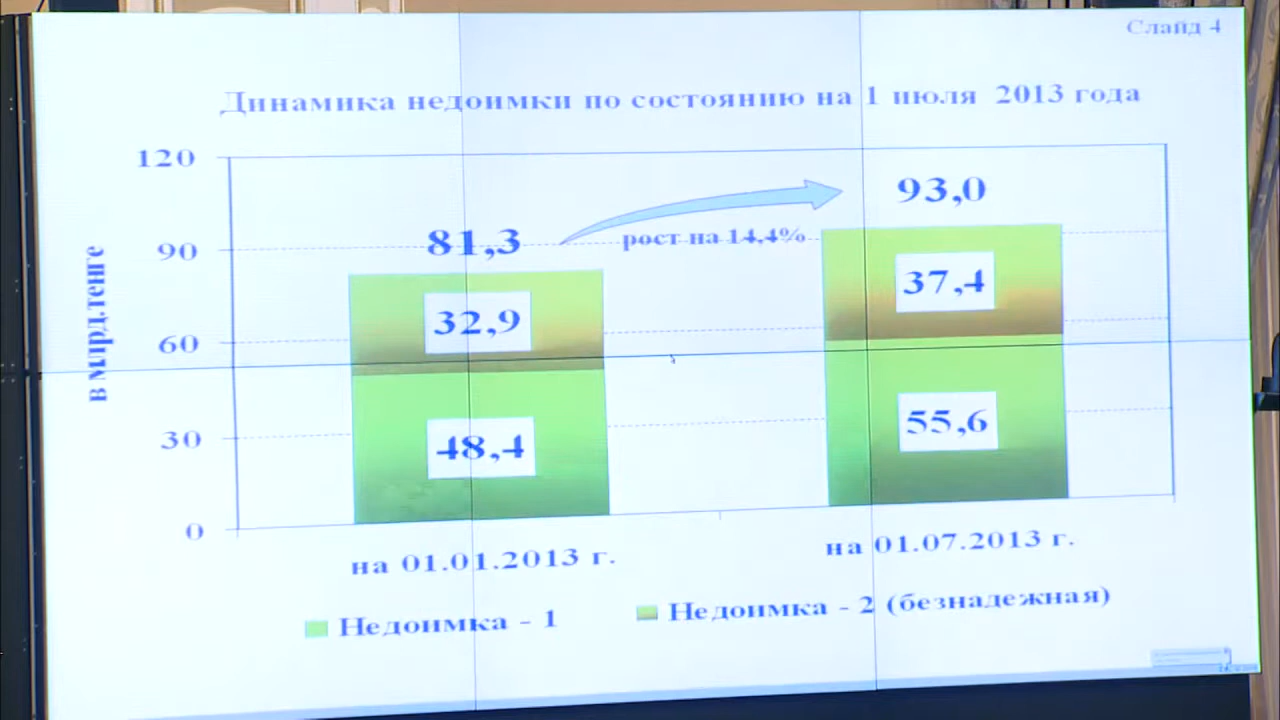 Слайд 4
Динамика недоимки по состоянию на 1 июля 2013 года
120
90
60
30
0
в млрд.тенге
81,3
рост на 14,4%
93,0
32,9
37,4
48,4
55,6
на 01.01.2013 г.
на 01.07.2013 г.
Недоимка - 1
Недоимка - 2 (безнадежная)